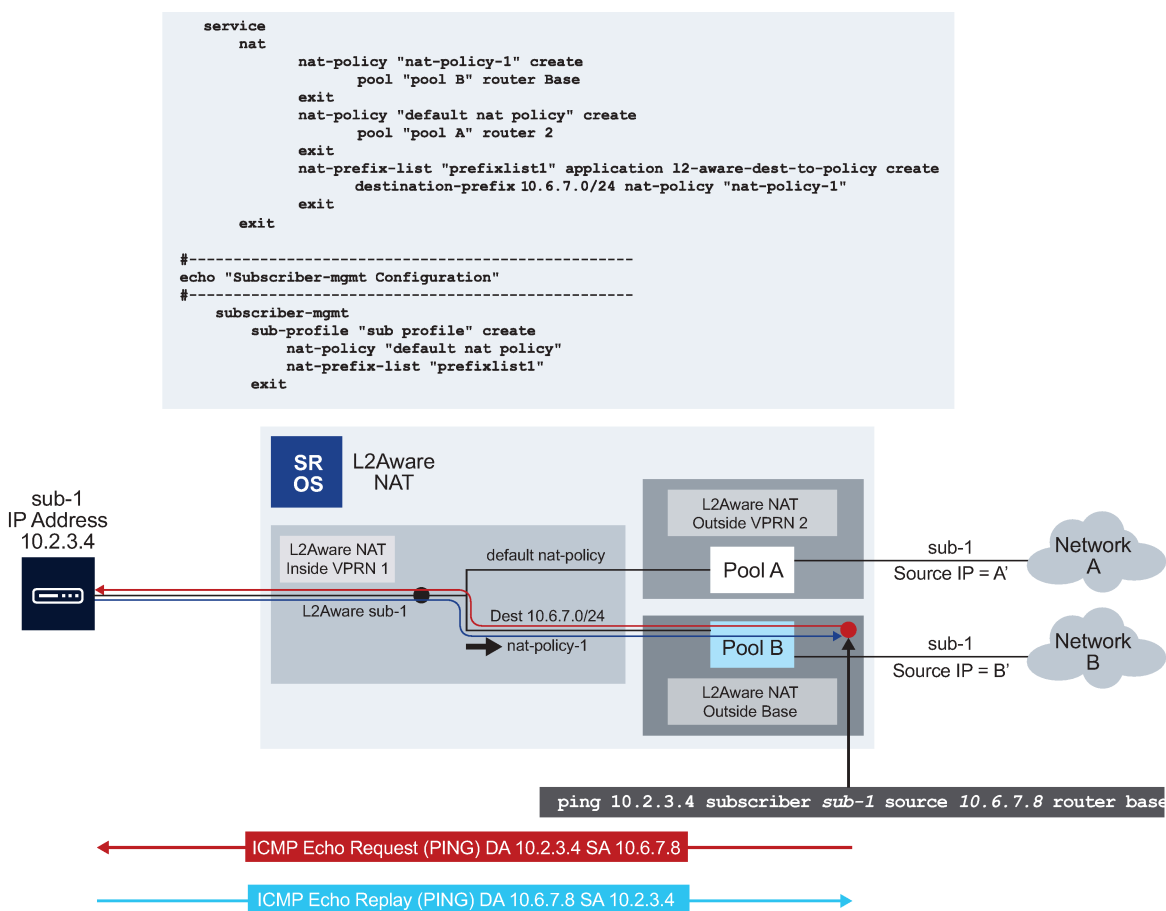 service
nat
nat-policy "nat-policy-1" create
pool "pool B" router Base
exit
nat-policy "default nat policy" create
pool "pool A" router 2
exit
nat-prefix-list "prefixlist1" application l2-aware-dest-to-policy create
destination-prefix 10.6.7.0/24 nat-policy "nat-policy-1"
exit
exit
#--------------------------------------------------
echo "Subscriber-mgmt Configuration"
#--------------------------------------------------
subscriber-mgmt
sub-profile "sub profile" create
nat-policy "default nat policy"
nat-prefix-list "prefixlist1"
exit
SR
OS
L2Aware
NAT
sub-1
IP Address
10.2.3.4
L2Aware NAT
Inside VPRN 1
L2Aware sub-1
default nat-policy
Dest 10.6.7.0/24
nat-policy-1
L2Aware NAT
Outside VPRN 2
Pool A
Pool B
L2Aware NAT
Outside Base
sub-1
Source IP = A'
Network
A
sub-1
Source IP = B'
Network
B
ping 10.2.3.4 subscriber sub-1 source 10.6.7.8 router base
ICMP Echo Request (PING) DA 10.2.3.4 SA 10.6.7.8
ICMP Echo Replay (PING) DA 10.6.7.8 SA 10.2.3.4